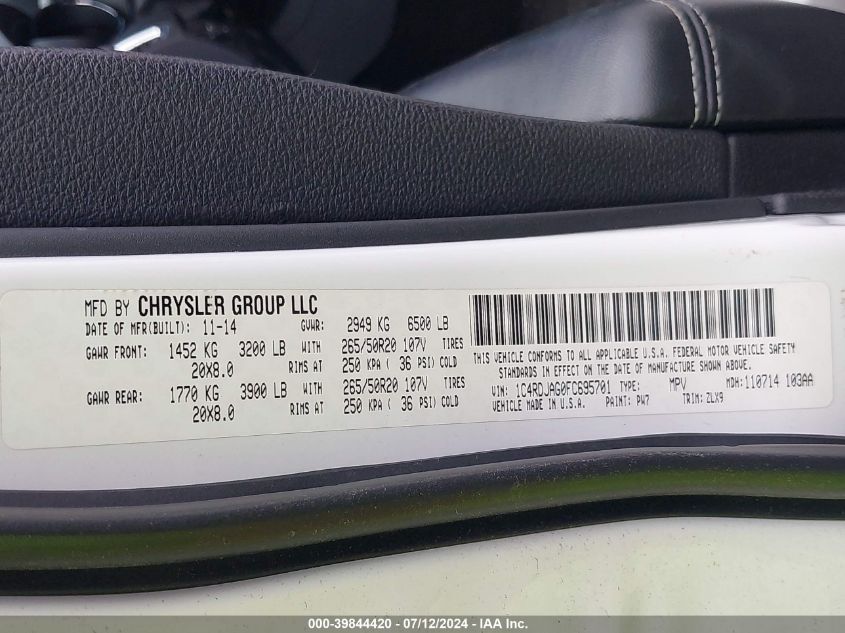 MFD BY CHRYSLER GROUP LLC
DATE OF MFR(BUILT): 11-14 GVWR: 2949 KG 6500 LB
GAWR FRONT: 1452 KG 3200 LB WITH 265/50R20 107V TIRES
20X8.0 RIMS AT 250 KPA ( 36 PSI) COLD
GAWR REAR: 1770 KG 3900 LB WITH 265/50R20 107V TIRES
20X8.0 RIMS AT 250 KPA ( 36 PSI) COLD
THIS VEHICLE CONFORMS TO ALL APPLICABLE U.S.A. FEDERAL MOTOR VEHICLE SAFETY
STANDARDS IN EFFECT ON THE DATE OF MANUFACTURE SHOWN ABOVE.
VIN: 1C4RDJAG0FC695701 TYPE: MPV MDH: 110714 103AA
VEHICLE MADE IN U.S.A. PAINT: PW7 TRIM: ZLX9
000-39844420 - 07/12/2024 - IAA Inc.